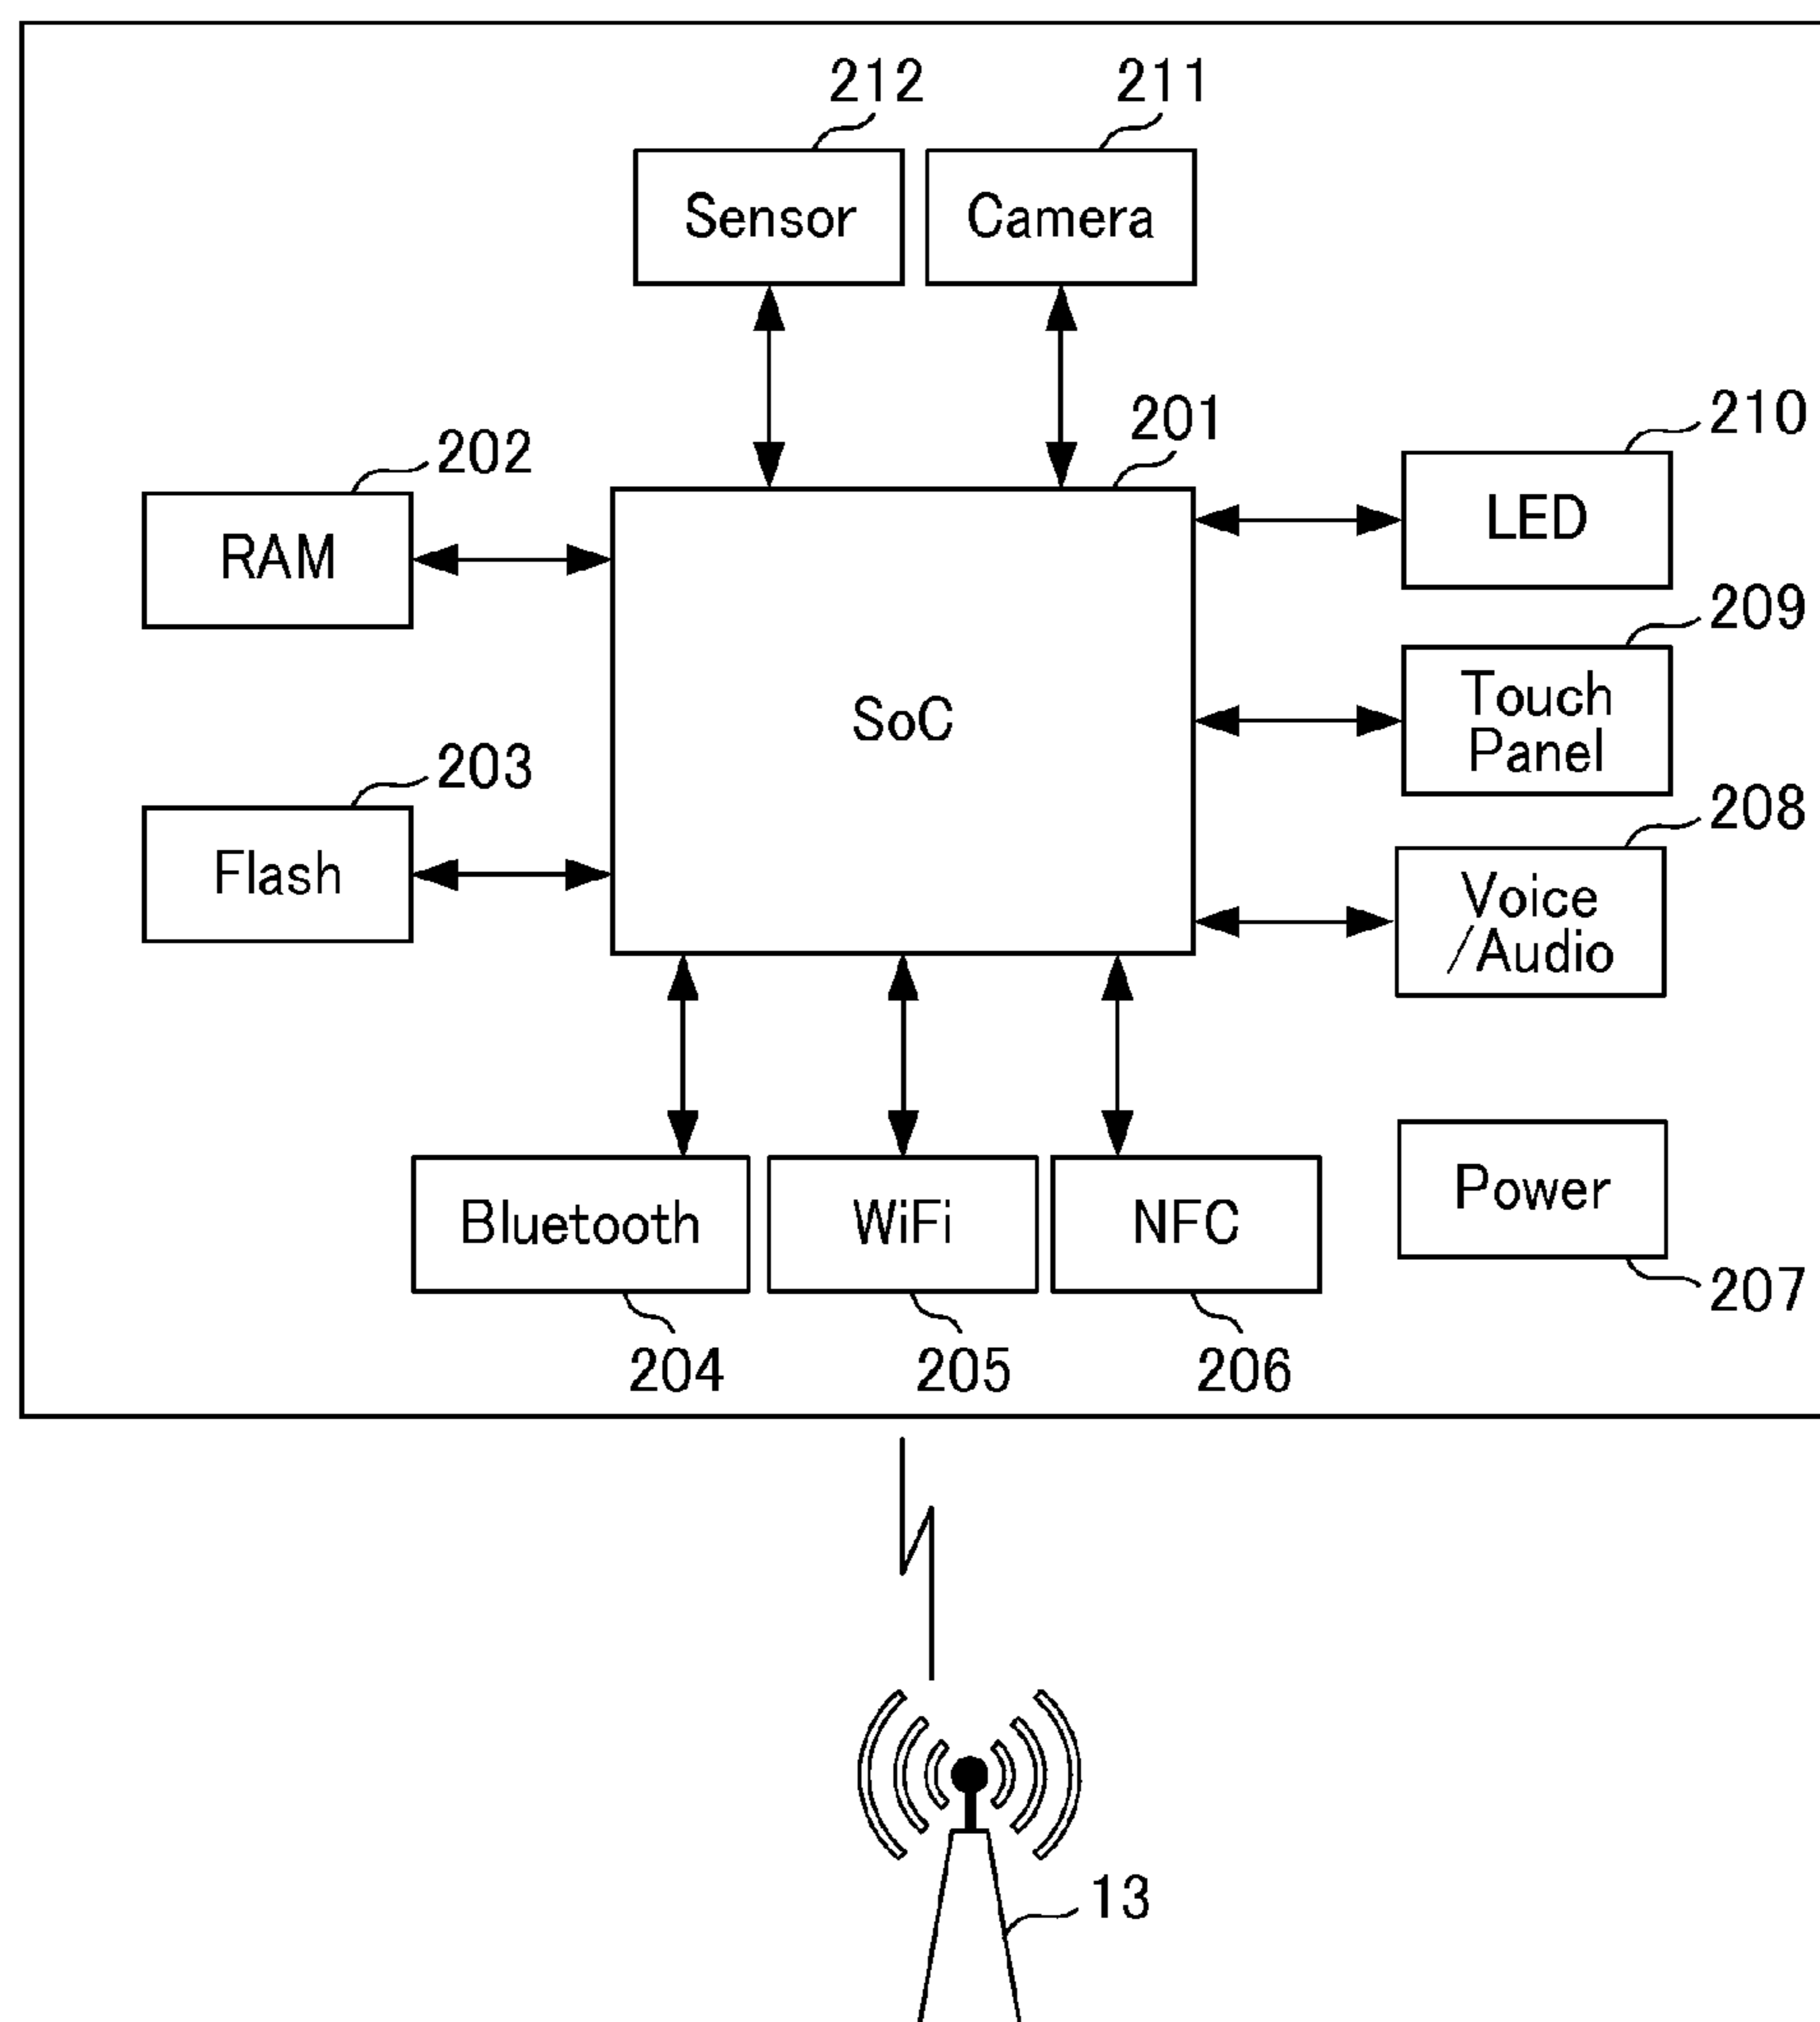 212
211
Sensor
Camera
201
210
202
LED
RAM
209
Touch
Panel
SoC
203
208
Flash
Voice
/Audio
Bluetooth
WiFi
NFC
Power
207
204
205
206
13